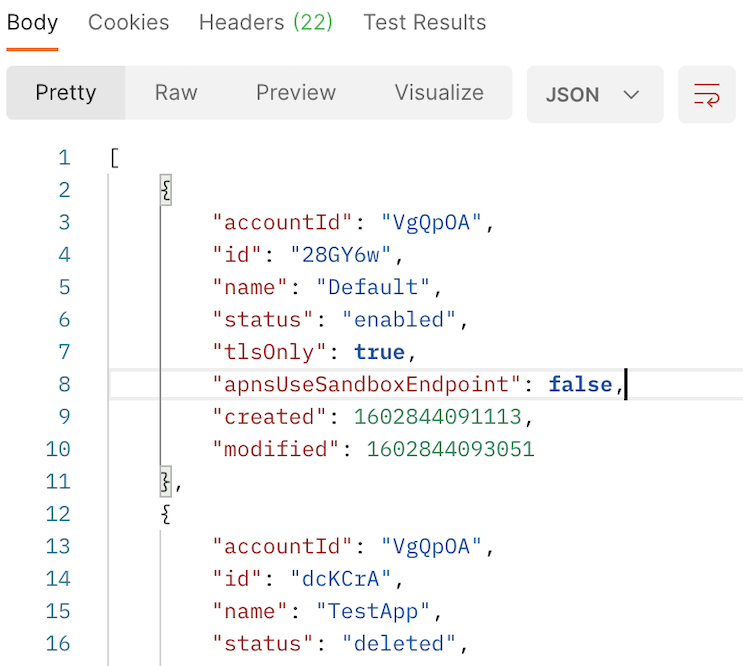 Body Cookies Headers (22) Test Results
Pretty Raw Preview Visualize JSON
1 [
2 {
3 "accountId": "VgQpOA",
4 "id": "28GY6w",
5 "name": "Default",
6 "status": "enabled",
7 "tlsOnly": true,
8 "apnsUseSandboxEndpoint": false,
9 "created": 1602844091113,
10 "modified": 1602844093051
11 },
12 {
13 "accountId": "VgQpOA",
14 "id": "dcKCrA",
15 "name": "TestApp",
16 "status": "deleted",